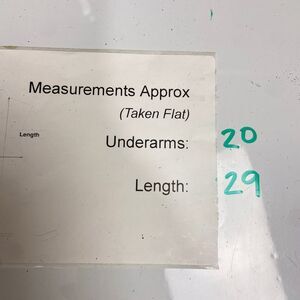 Measurements Approx
(Taken Flat)
Length
Underarms: 20
Length: 29